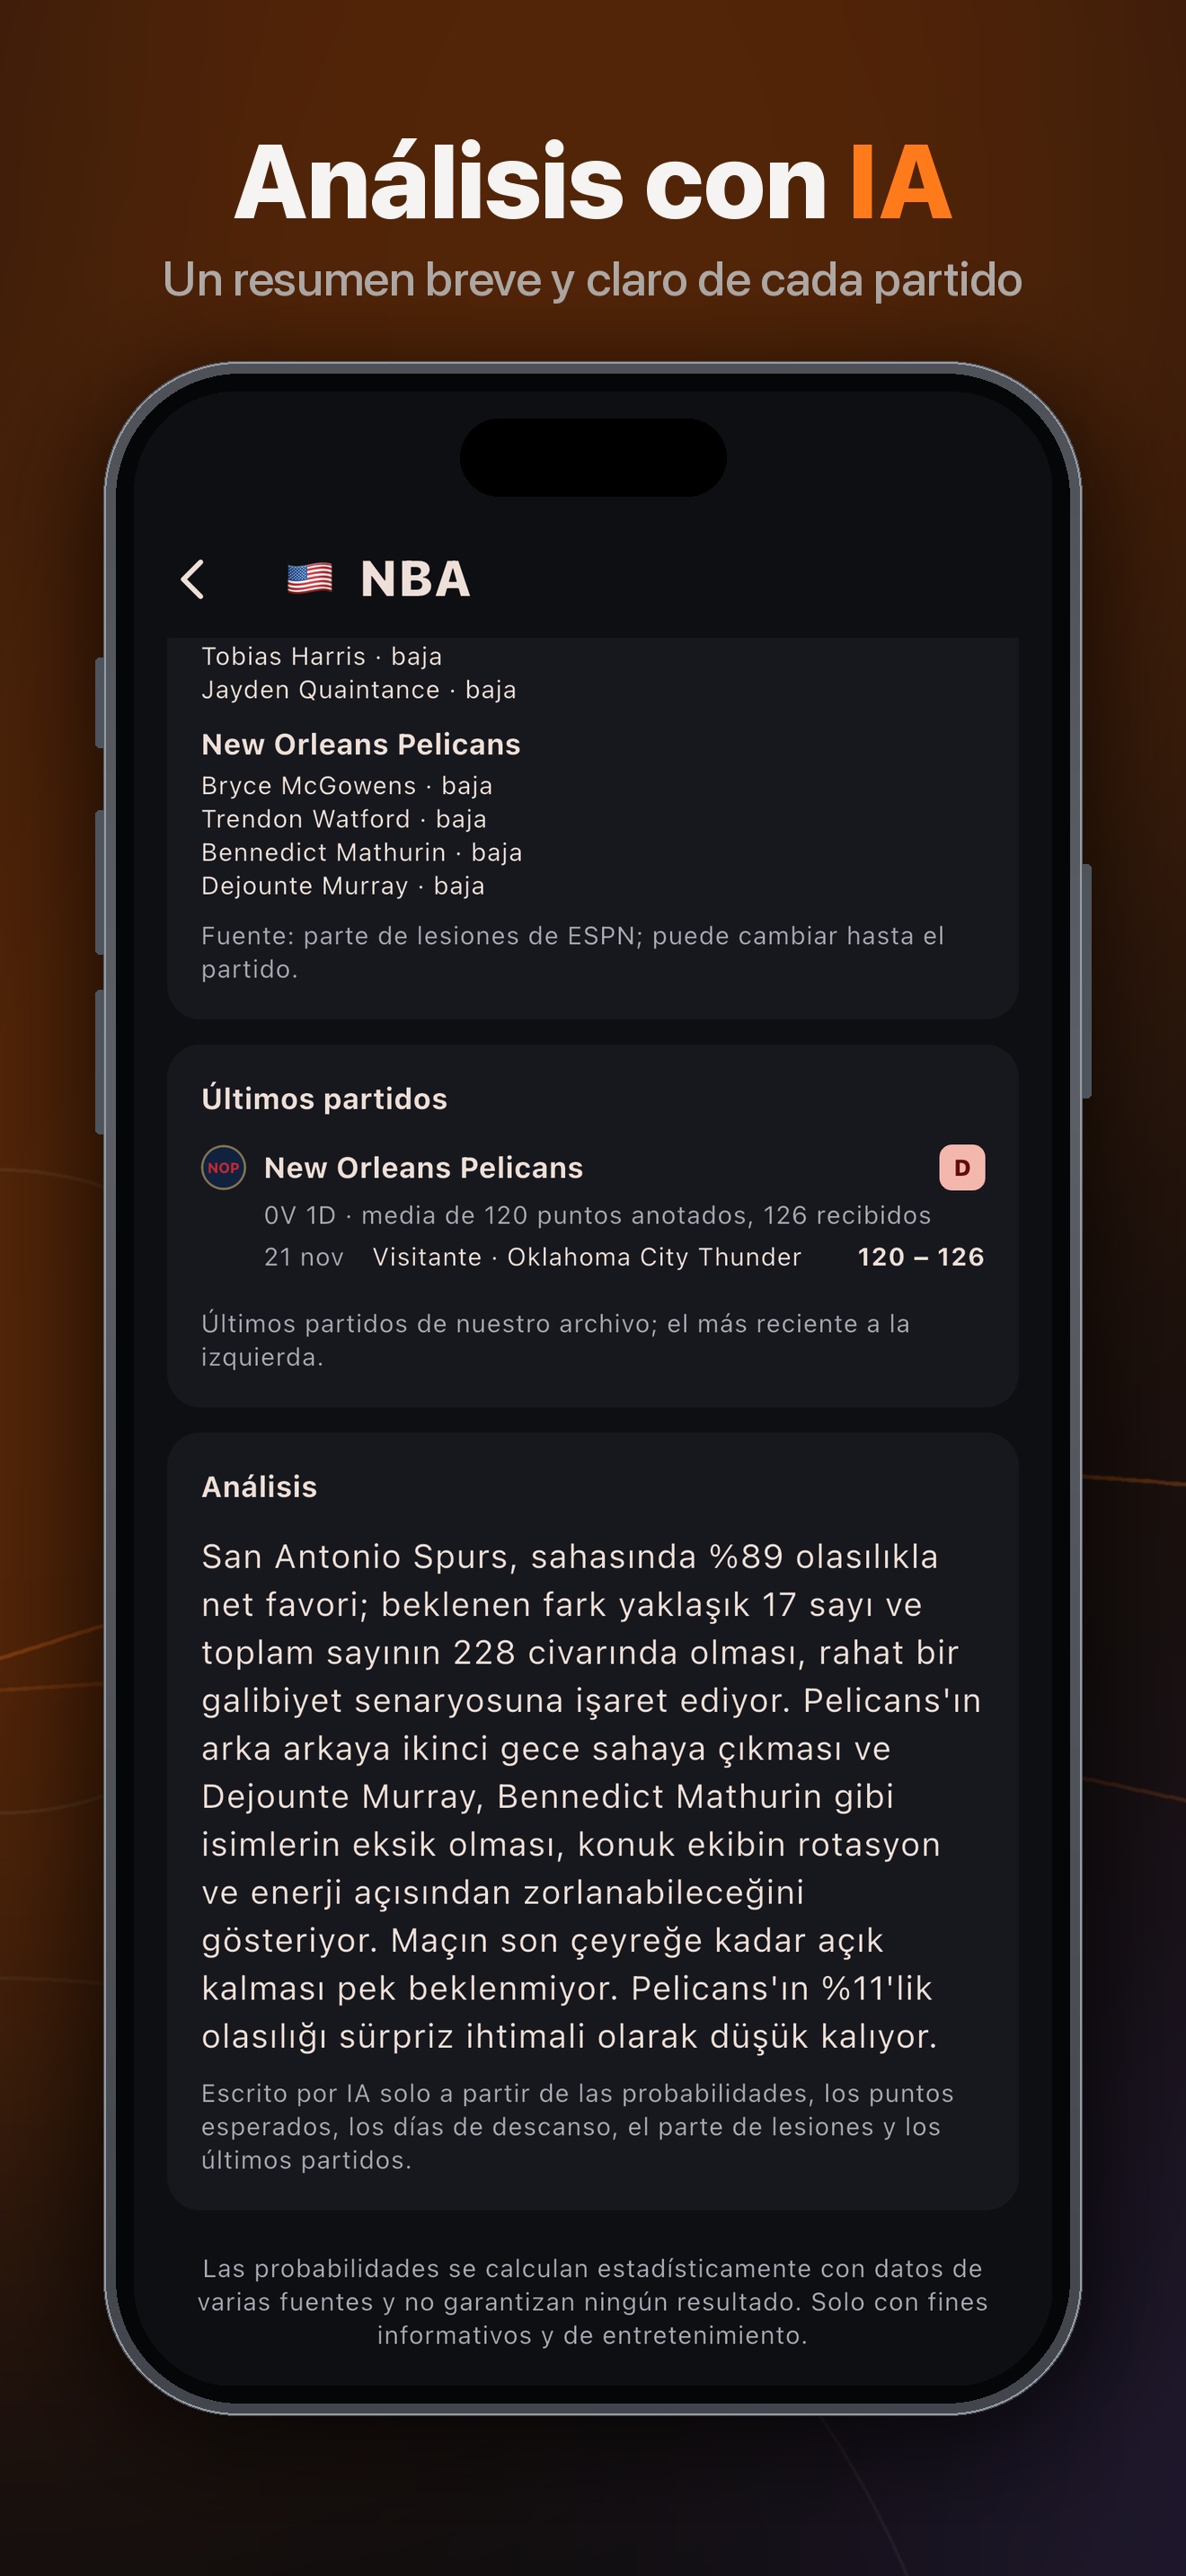 Análisis con IA
Un resumen breve y claro de cada partido
NBA
Tobias Harris · baja
Jayden Quaintance · baja
New Orleans Pelicans
Bryce McGowens · baja
Trendon Watford · baja
Bennedict Mathurin · baja
Dejounte Murray · baja
Fuente: parte de lesiones de ESPN; puede cambiar hasta el
partido.
Últimos partidos
NOP New Orleans Pelicans D
0V 1D · media de 120 puntos anotados, 126 recibidos
21 nov Visitante · Oklahoma City Thunder 120 – 126
Últimos partidos de nuestro archivo; el más reciente a la
izquierda.
Análisis
San Antonio Spurs, sahasında %89 olasılıkla
net favori; beklenen fark yaklaşık 17 sayı ve
toplam sayının 228 civarında olması, rahat bir
galibiyet senaryosuna işaret ediyor. Pelicans'ın
arka arkaya ikinci gece sahaya çıkması ve
Dejounte Murray, Bennedict Mathurin gibi
isimlerin eksik olması, konuk ekibin rotasyon
ve enerji açısından zorlanabileceğini
gösteriyor. Maçın son çeyreğe kadar açık
kalması pek beklenmiyor. Pelicans'ın %11'lik
olasılığı sürpriz ihtimali olarak düşük kalıyor.
Escrito por IA solo a partir de las probabilidades, los puntos
esperados, los días de descanso, el parte de lesiones y los
últimos partidos.
Las probabilidades se calculan estadísticamente con datos de
varias fuentes y no garantizan ningún resultado. Solo con fines
informativos y de entretenimiento.